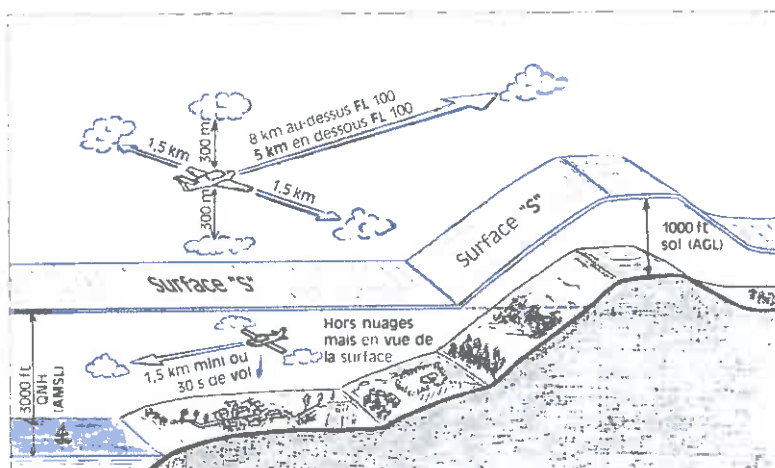 8 km au-dessus FL 100
5 km en dessous FL 100
1,5 km
300 m
1,5 km
300 m
Surface "S"
Surface "S"
1000 ft
sol (AGL)
Hors nuages
mais en vue de
la surface
1,5 km mini ou
30 s de vol
3000 ft
QNH
(AMSL)